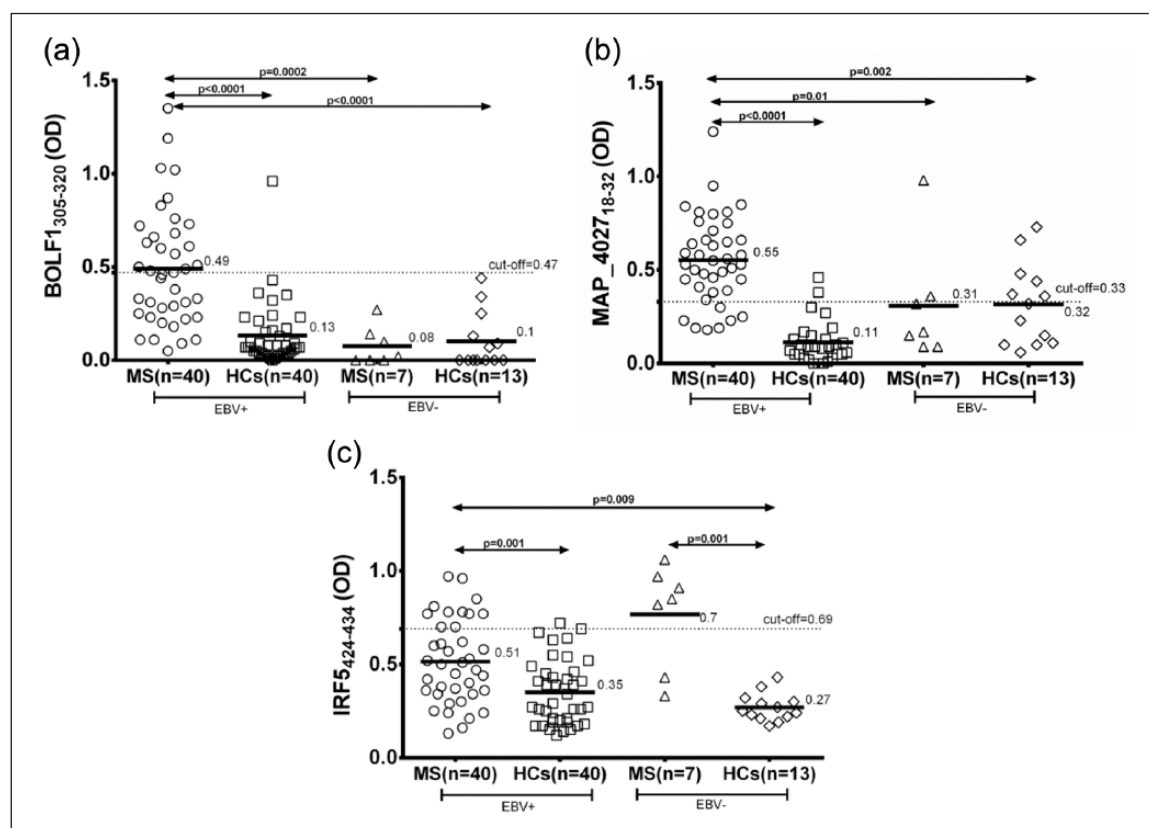 (a)
p=0.0002
p<0.0001
p<0.0001
BOLF1305-320 (OD)
1.5
1.0
0.5
0.0
0.49
0.13
0.08
0.1
cut-off=0.47
MS(n=40) HCs(n=40) MS(n=7) HCs(n=13)
EBV+ EBV-
(b)
p=0.002
p=0.01
p<0.0001
MAP_402718-32 (OD)
1.5
1.0
0.5
0.0
0.55
0.11
0.31
0.32
cut-off=0.33
MS(n=40) HCs(n=40) MS(n=7) HCs(n=13)
EBV+ EBV-
(c)
p=0.009
p=0.001 p=0.001
IRF5424-434 (OD)
1.5
1.0
0.5
0.0
0.51
0.35
0.7
0.27
cut-off=0.69
MS(n=40) HCs(n=40) MS(n=7) HCs(n=13)
EBV+ EBV-